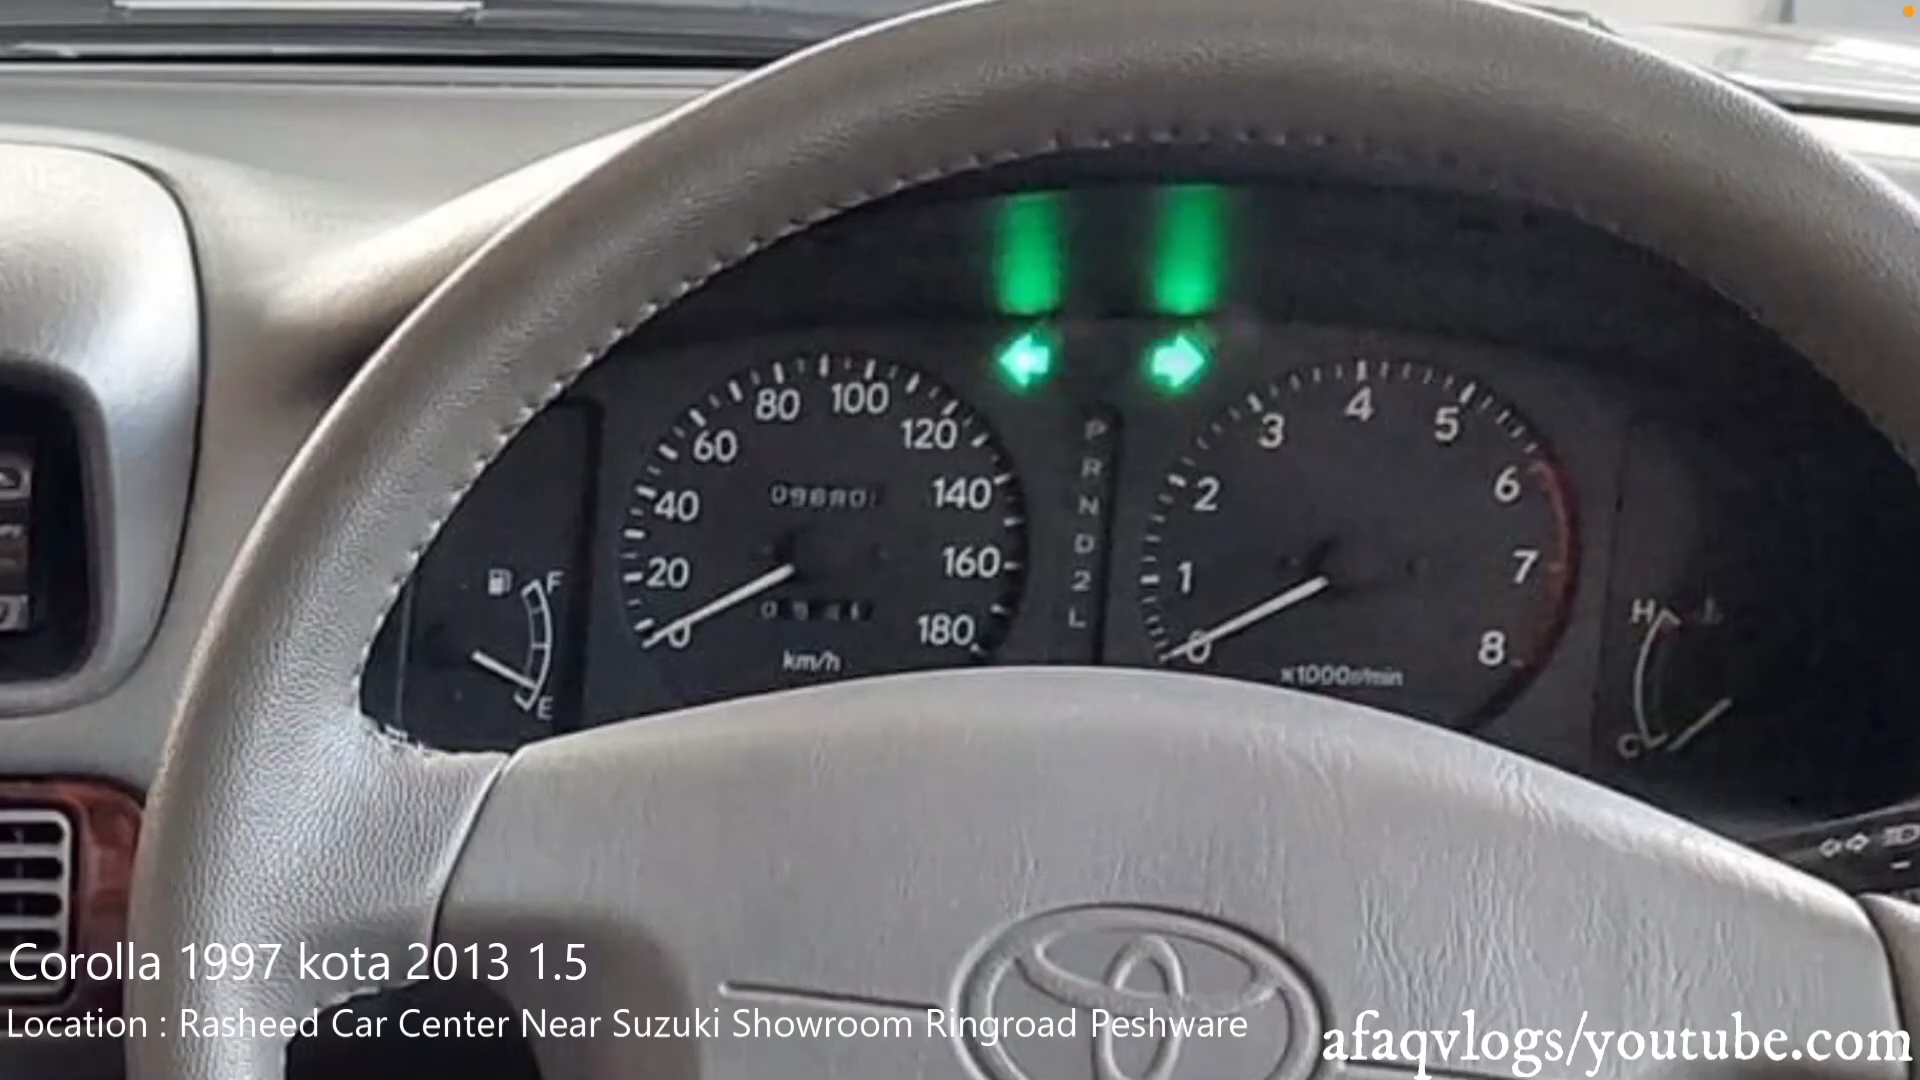 80 100
60 120
40 140
20 160
0 180
km/h
F
E
P
R
N
D
2
L
4
3 5
2 6
1 7
0 8
x1000r/min
H
C
Corolla 1997 kota 2013 1.5
Location : Rasheed Car Center Near Suzuki Showroom Ringroad Peshware
afaqvlogs/youtube.com